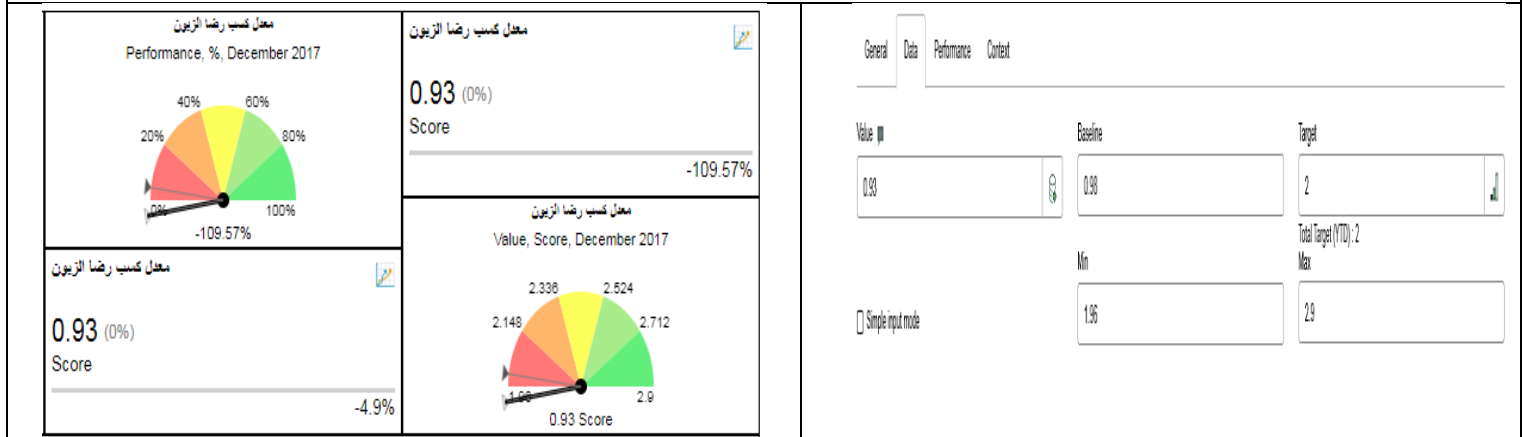 معدل كسب رضا الزبون
Performance, %, December 2017
40%
60%
20%
80%
0%
100%
-109.57%
معدل كسب رضا الزبون
0.93 (0%)
Score
-109.57%
معدل كسب رضا الزبون
0.93 (0%)
Score
-4.9%
معدل كسب رضا الزبون
Value, Score, December 2017
2.336
2.524
2.148
2.712
2.9
0.93 Score
General Data Performance Context
Value
Baseline
Target
0.93
0.98
2
Total Target (YTD) : 2
Min
Max
Simple input mode
1.96
2.9